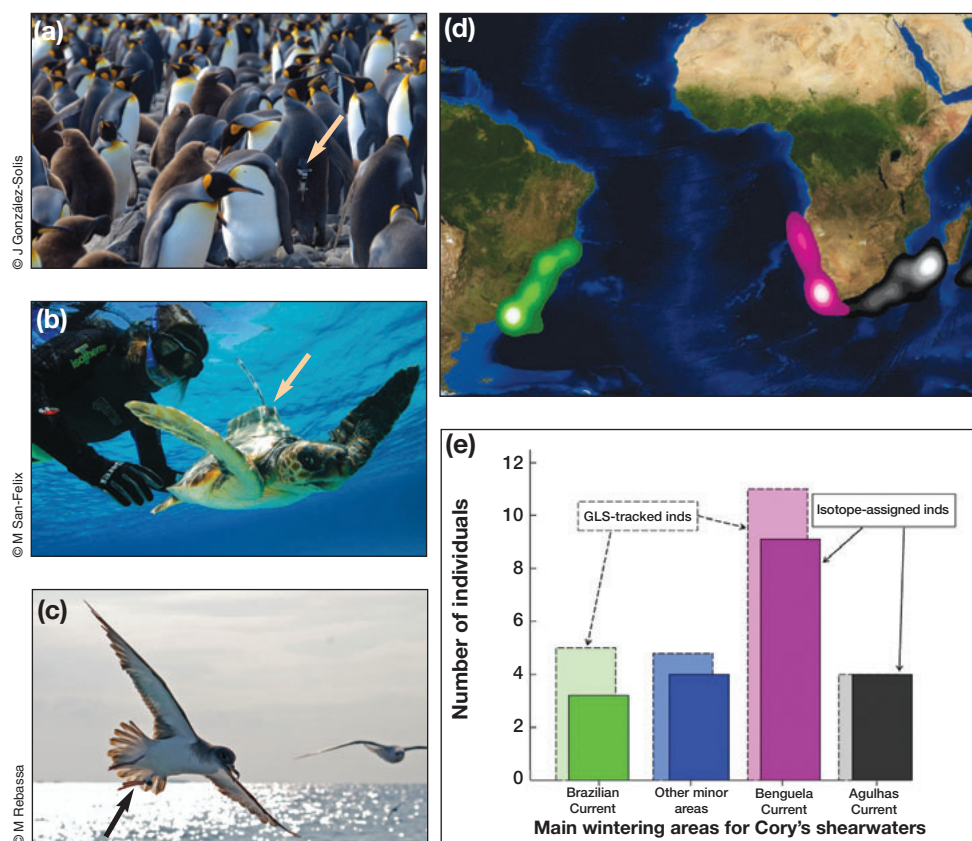 (a)
© J González-Solís
(b)
© M San-Felix
(c)
© M Rebassa
(d)
(e)
12
10
8
6
4
2
0
Number of individuals
GLS-tracked inds
Isotope-assigned inds
Brazilian
Current
Other minor
areas
Benguela
Current
Agulhas
Current
Main wintering areas for Cory's shearwaters